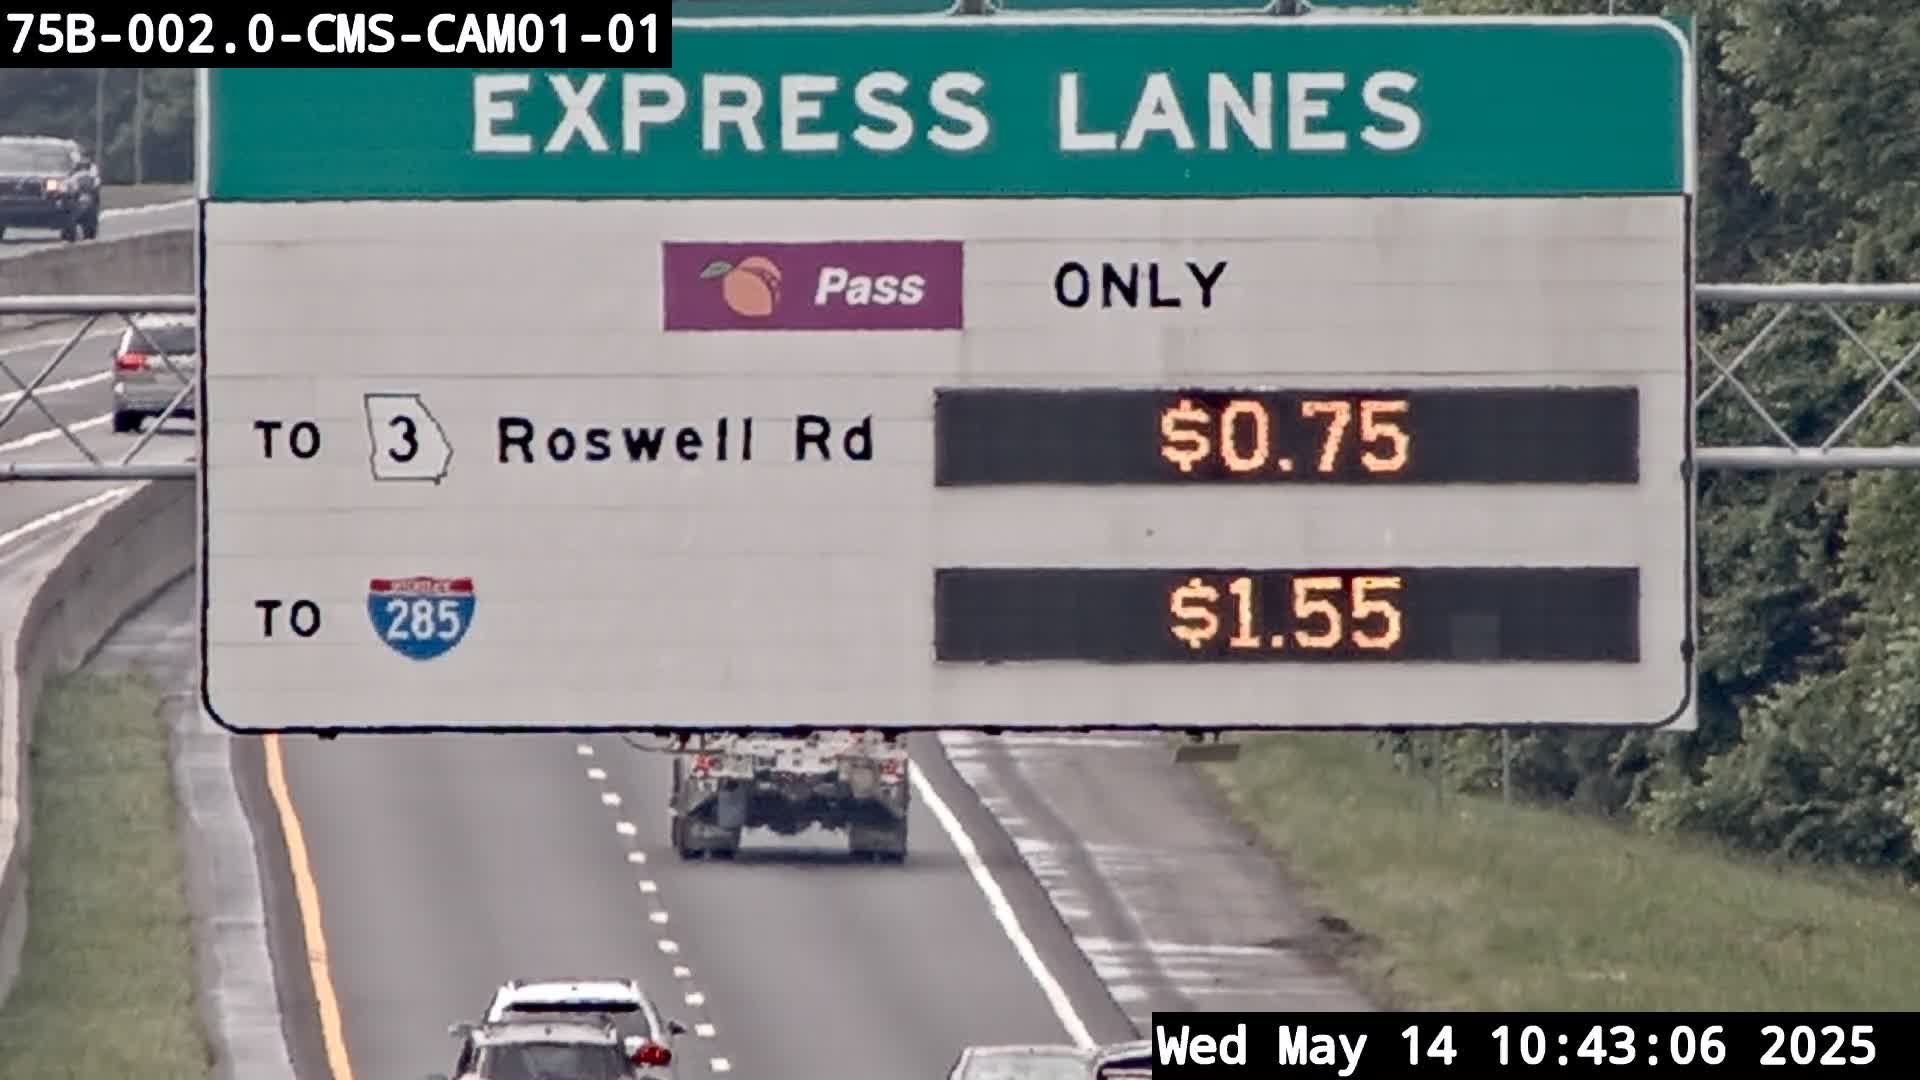 75B-002.0-CMS-CAM01-01
EXPRESS LANES
Pass ONLY
TO 3 Roswell Rd $0.75
TO 285 $1.55
Wed May 14 10:43:06 2025